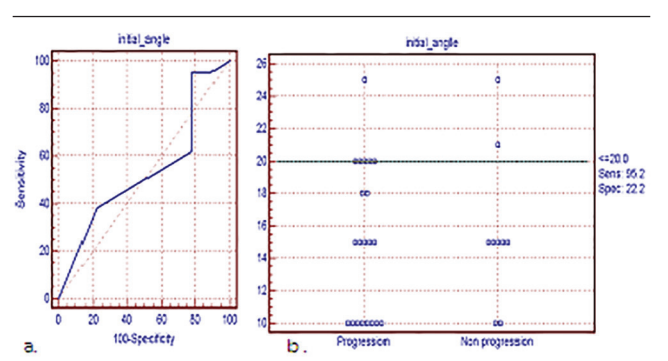 initial_angle
100
80
60
40
20
0
Sensitivity
0 20 40 60 80 100
100-Specificity
a.
initial_angle
26
24
22
20
18
16
14
12
10
<=20.0
Sens: 95.2
Spec: 22.2
Progression Non progression
b.